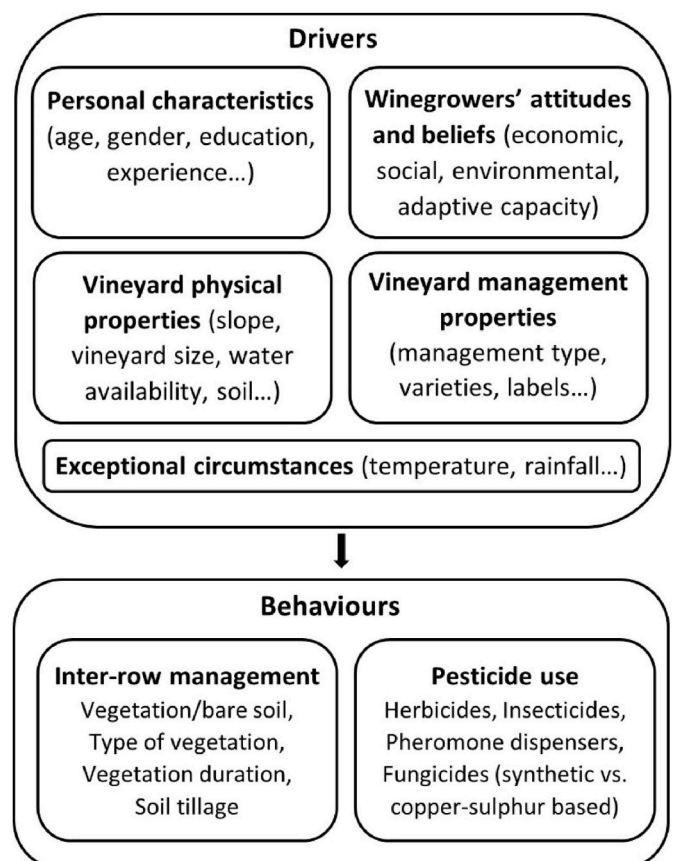 Drivers
Personal characteristics
(age, gender, education,
experience...)
Winegrowers' attitudes
and beliefs (economic,
social, environmental,
adaptive capacity)
Vineyard physical
properties (slope,
vineyard size, water
availability, soil...)
Vineyard management
properties
(management type,
varieties, labels...)
Exceptional circumstances (temperature, rainfall...)
Behaviours
Inter-row management
Vegetation/bare soil,
Type of vegetation,
Vegetation duration,
Soil tillage
Pesticide use
Herbicides, Insecticides,
Pheromone dispensers,
Fungicides (synthetic vs.
copper-sulphur based)